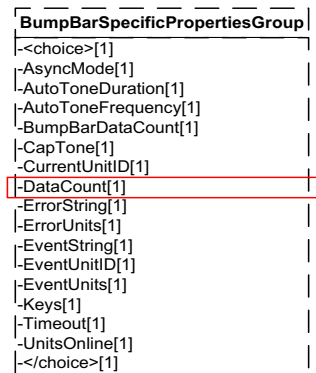 BumpBarSpecificPropertiesGroup
-<choice>[1]
-AsyncMode[1]
-AutoToneDuration[1]
-AutoToneFrequency[1]
-BumpBarDataCount[1]
-CapTone[1]
-CurrentUnitID[1]
-DataCount[1]
-ErrorString[1]
-ErrorUnits[1]
-EventString[1]
-EventUnitID[1]
-EventUnits[1]
-Keys[1]
-Timeout[1]
-UnitsOnline[1]
-</choice>[1]